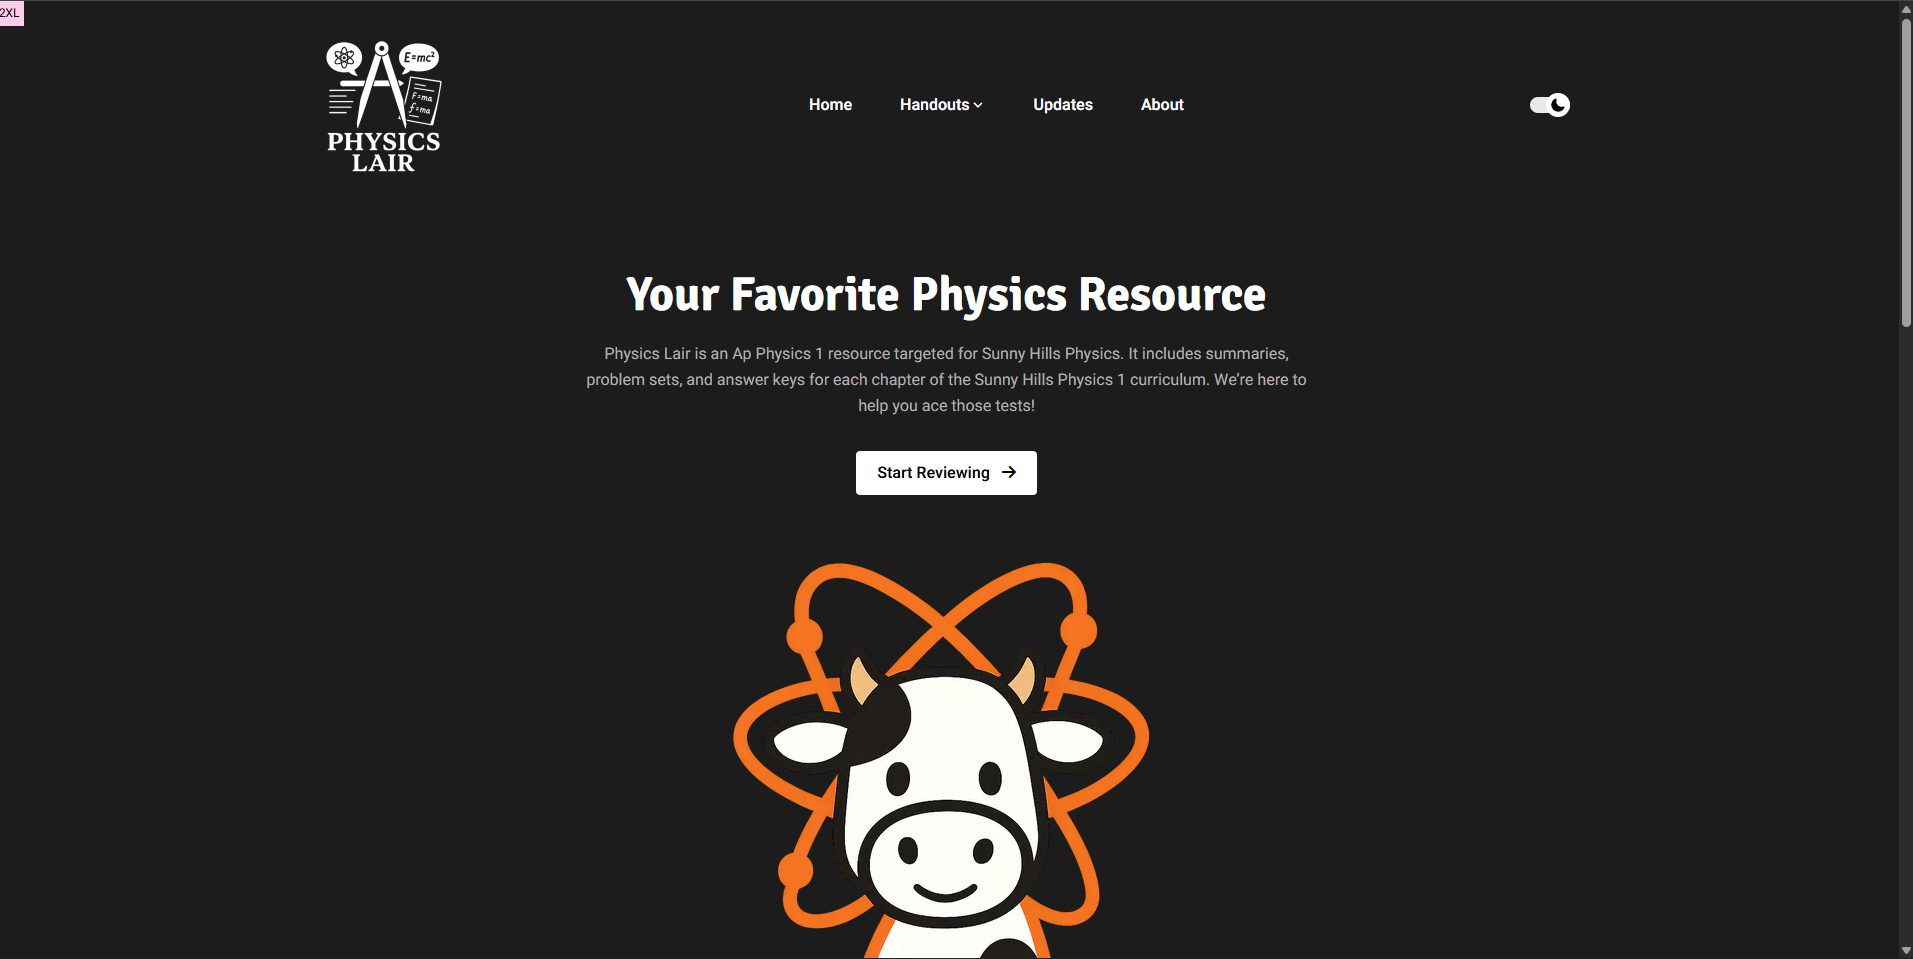 2XL
E=mc²
F=ma
f=ma
PHYSICS
LAIR
Home
Handouts
Updates
About
Your Favorite Physics Resource
Physics Lair is an Ap Physics 1 resource targeted for Sunny Hills Physics. It includes summaries,
problem sets, and answer keys for each chapter of the Sunny Hills Physics 1 curriculum. We’re here to
help you ace those tests!
Start Reviewing